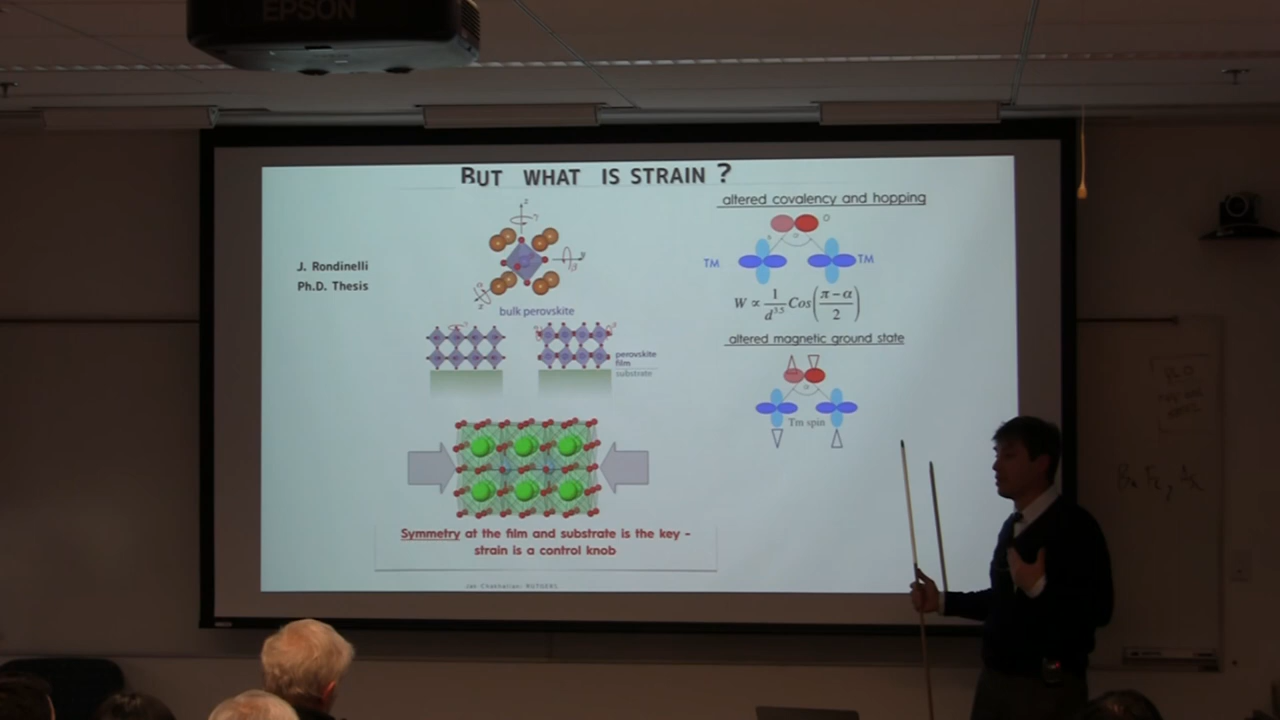 EPSON
BUT WHAT IS STRAIN ?
J. Rondinelli
Ph.D. Thesis
z
γ
y
β
α
x
bulk perovskite
perovskite
film
substrate
Symmetry at the film and substrate is the key -
strain is a control knob
altered covalency and hopping
O
α
TM
TM
W ∝ 1/d^3.5 Cos((π−α)/2)
altered magnetic ground state
α
Tm spin